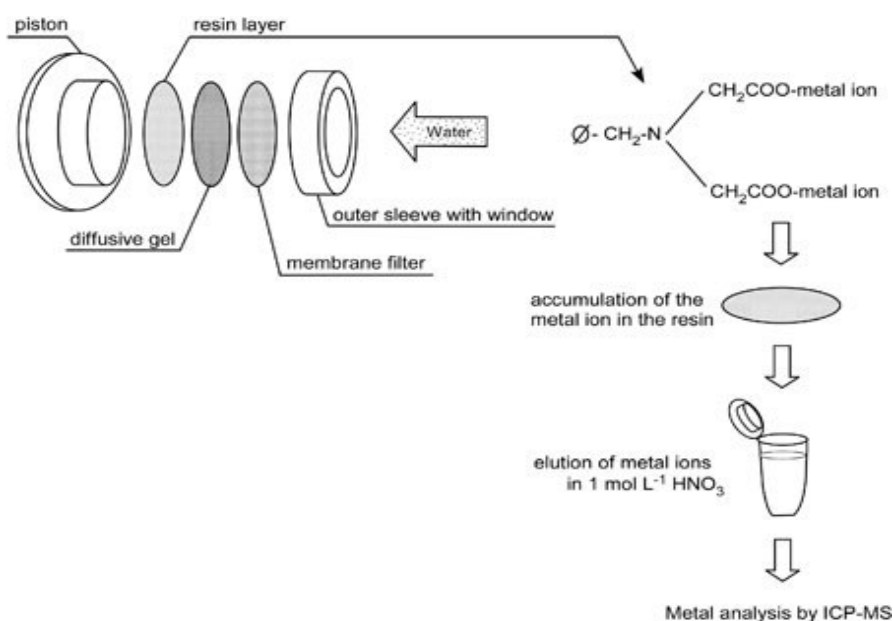 piston
resin layer
CH₂COO-metal ion
Water
Ø- CH₂-N
CH₂COO-metal ion
outer sleeve with window
diffusive gel
membrane filter
accumulation of the
metal ion in the resin
elution of metal ions
in 1 mol L⁻¹ HNO₃
Metal analysis by ICP-MS